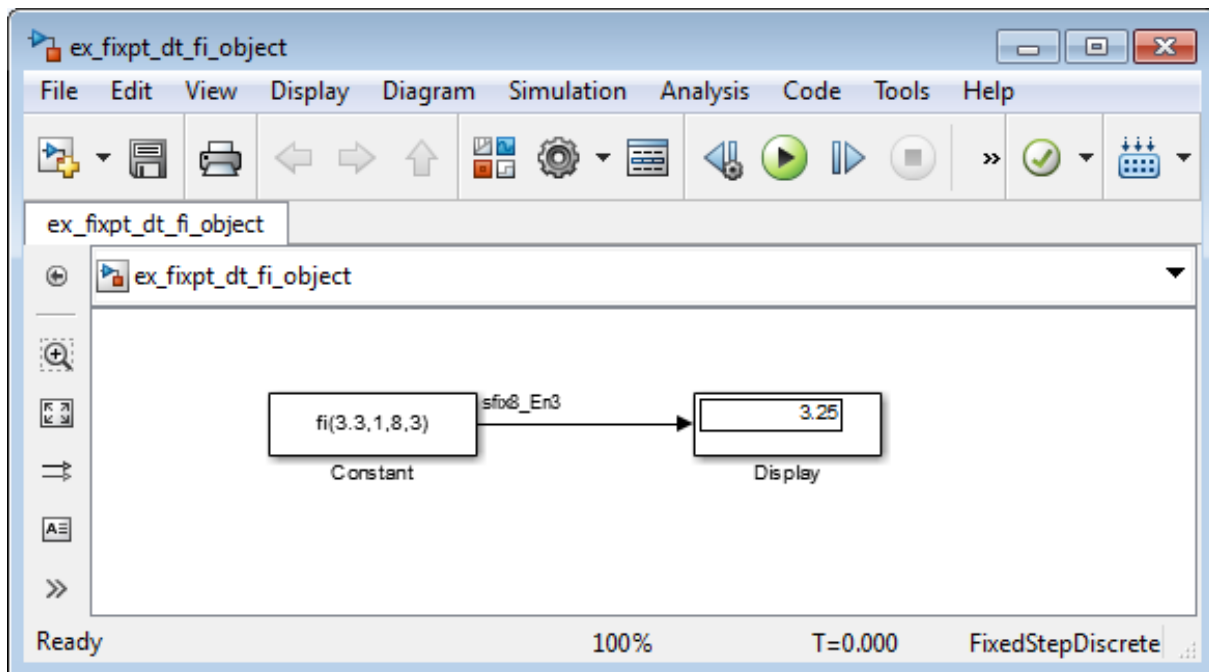 ex_fixpt_dt_fi_object
File Edit View Display Diagram Simulation Analysis Code Tools Help
ex_fixpt_dt_fi_object
ex_fixpt_dt_fi_object
sfix8_En3
fi(3.3,1,8,3)
3.25
Constant
Display
Ready 100% T=0.000 FixedStepDiscrete